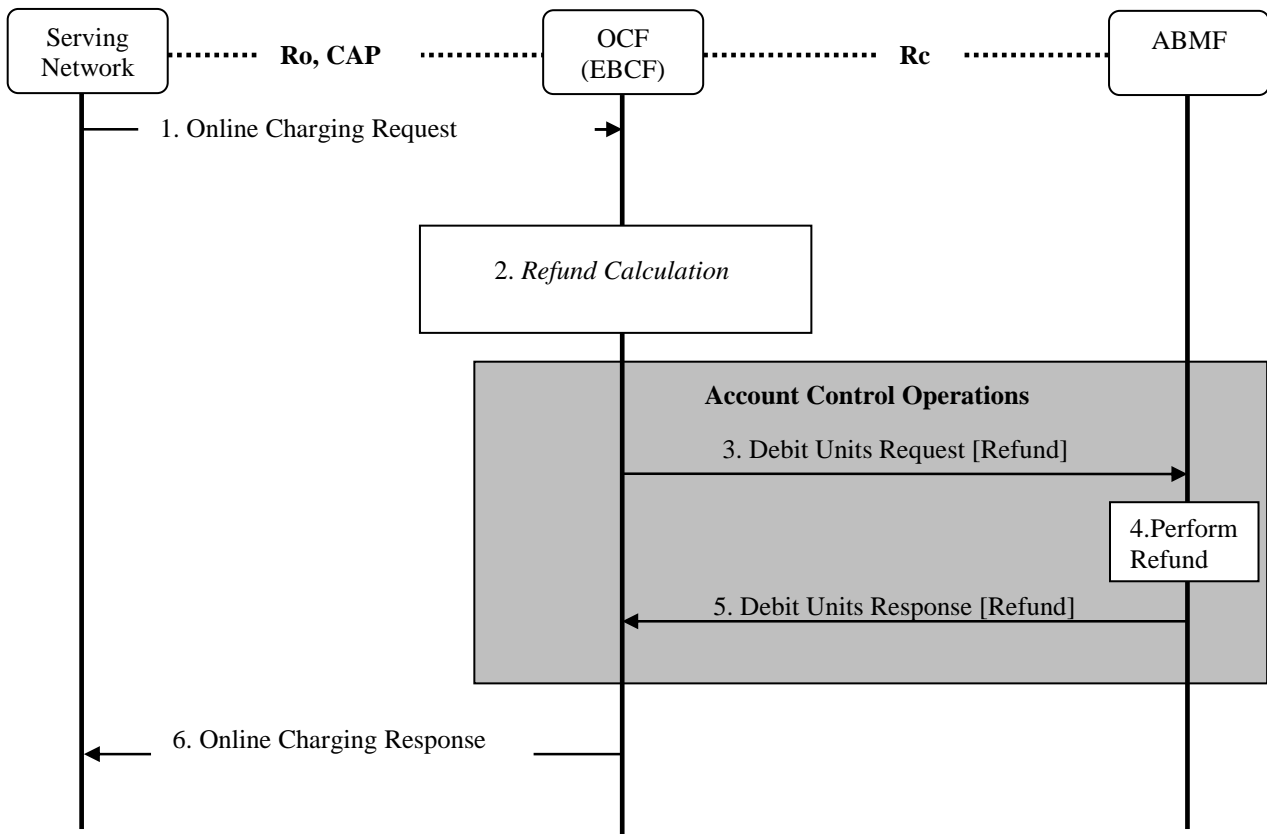 Serving
Network
Ro, CAP
OCF
(EBCF)
Rc
ABMF
1. Online Charging Request
2. Refund Calculation
Account Control Operations
3. Debit Units Request [Refund]
4.Perform
Refund
5. Debit Units Response [Refund]
6. Online Charging Response